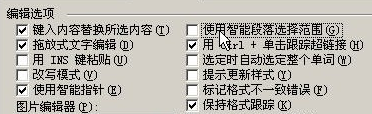 编辑选项
键入内容替换所选内容(I)
使用智能段落选择范围(G)
拖放式文字编辑(D)
用 Ctrl + 单击跟踪超链接(H)
用 INS 键粘贴(U)
选定时自动选定整个单词(W)
改写模式(V)
提示更新样式(Y)
使用智能指针(E)
标记格式不一致错误(F)
图片编辑器(P):
保持格式跟踪(K)